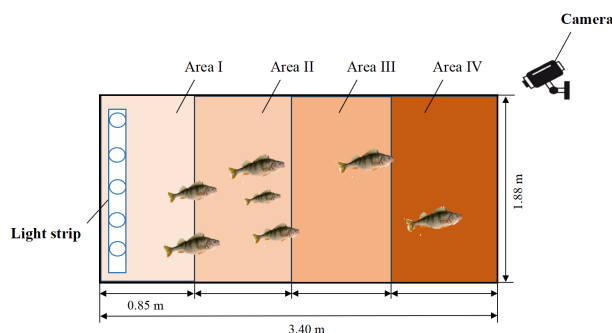 Camera
Area I
Area II
Area III
Area IV
Light strip
1.88 m
0.85 m
3.40 m